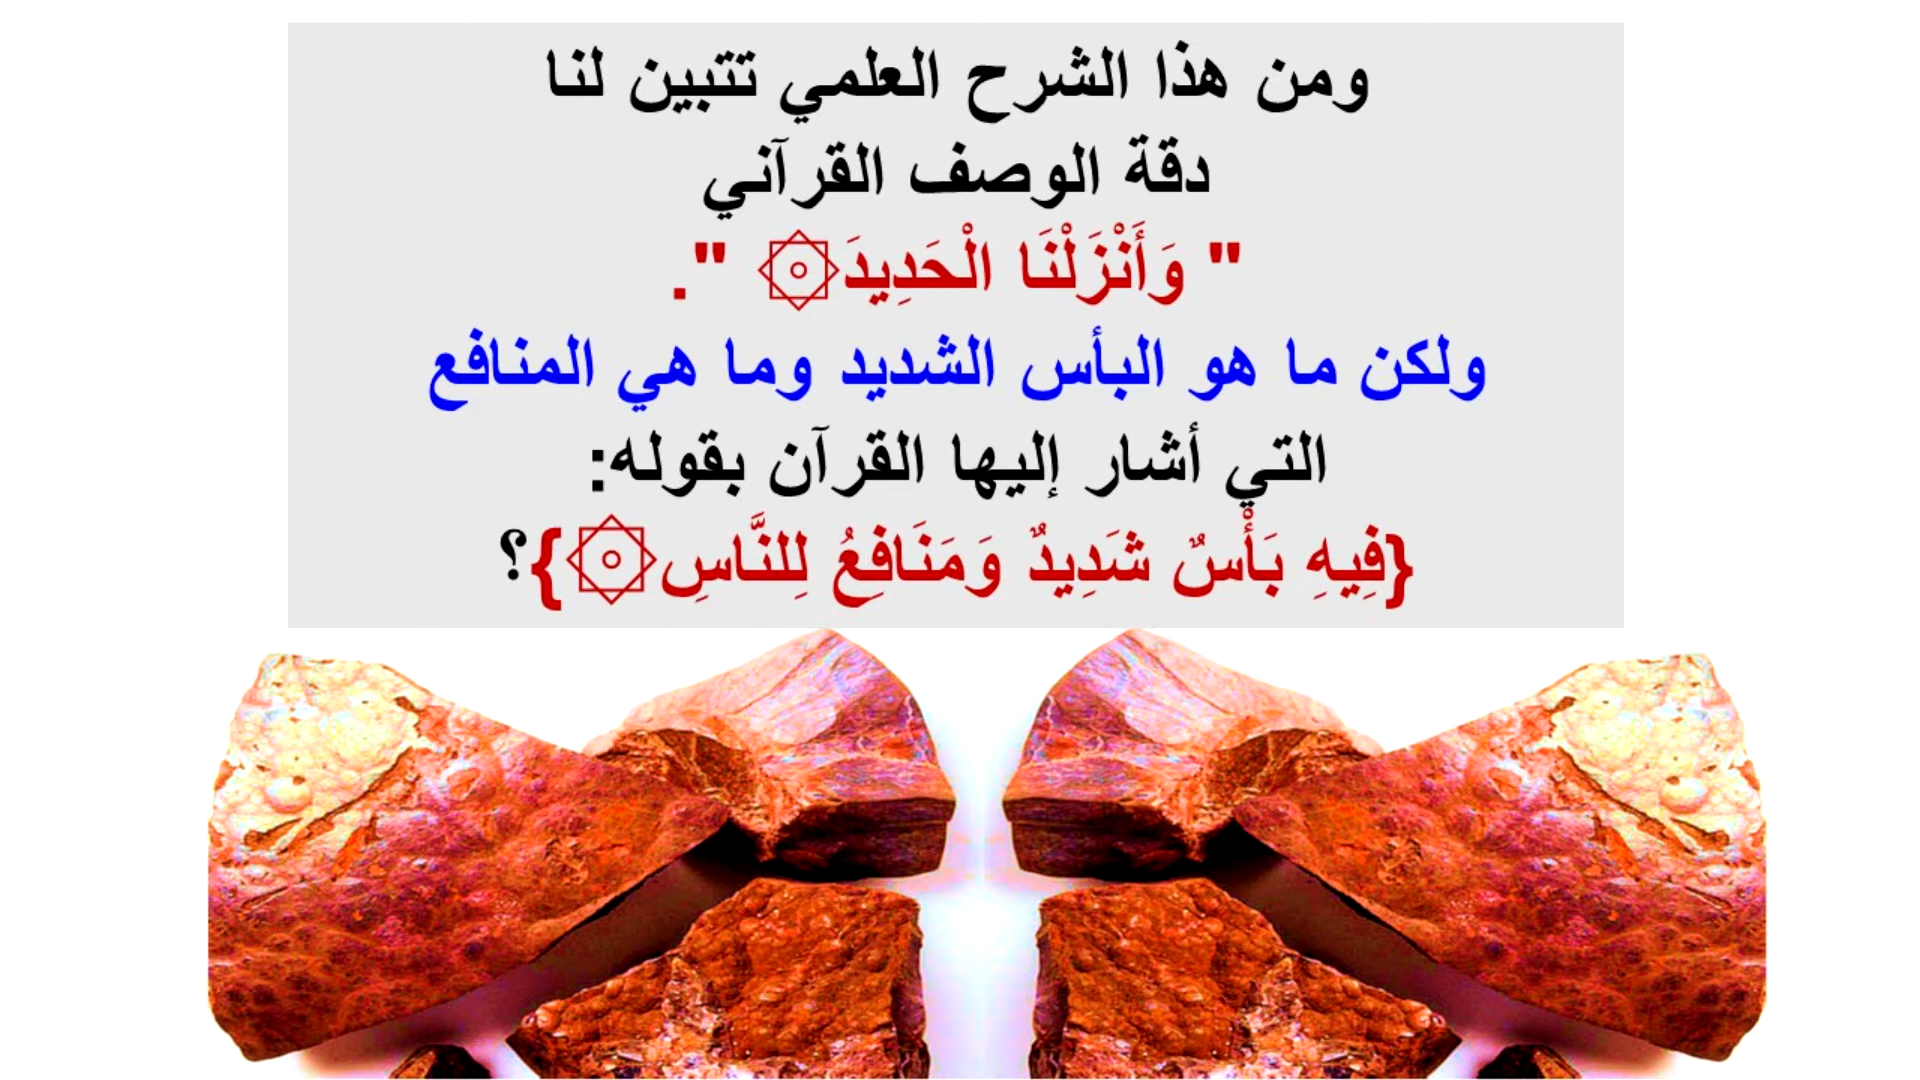 ومن هذا الشرح العلمي تتبين لنا
دقة الوصف القرآني
" وَأَنْزَلْنَا الْحَدِيدَ۞ ".
ولكن ما هو البأس الشديد وما هي المنافع
التي أشار إليها القرآن بقوله:
{فِيهِ بَأْسٌ شَدِيدٌ وَمَنَافِعُ لِلنَّاسِ۞}؟